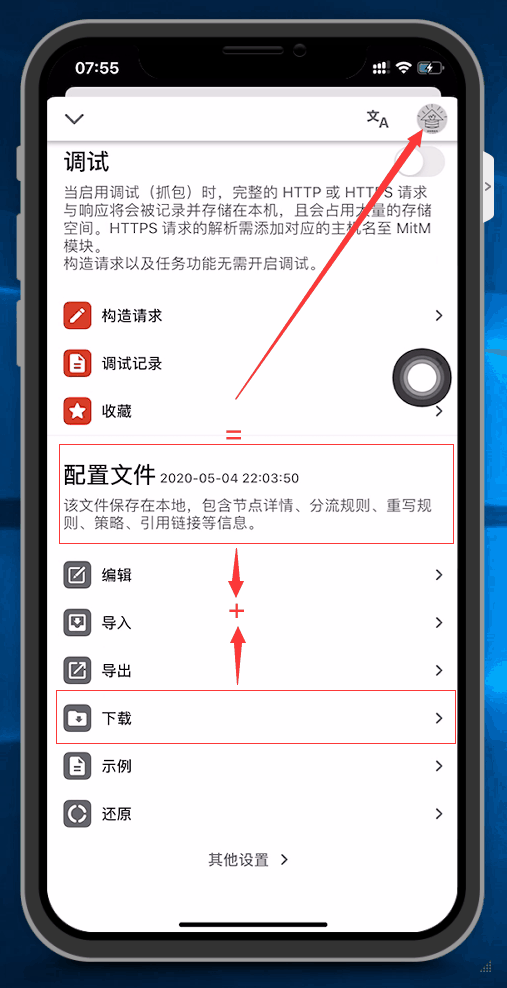 07:55
文A
调试
当启用调试（抓包）时，完整的 HTTP 或 HTTPS 请求
与响应将会被记录并存储在本机，且会占用大量的存储
空间。HTTPS 请求的解析需添加对应的主机名至 MitM
模块。
构造请求以及任务功能无需开启调试。
构造请求
调试记录
收藏
=
配置文件 2020-05-04 22:03:50
该文件保存在本地，包含节点详情、分流规则、重写规
则、策略、引用链接等信息。
编辑
+
导入
导出
下载
示例
还原
其他设置